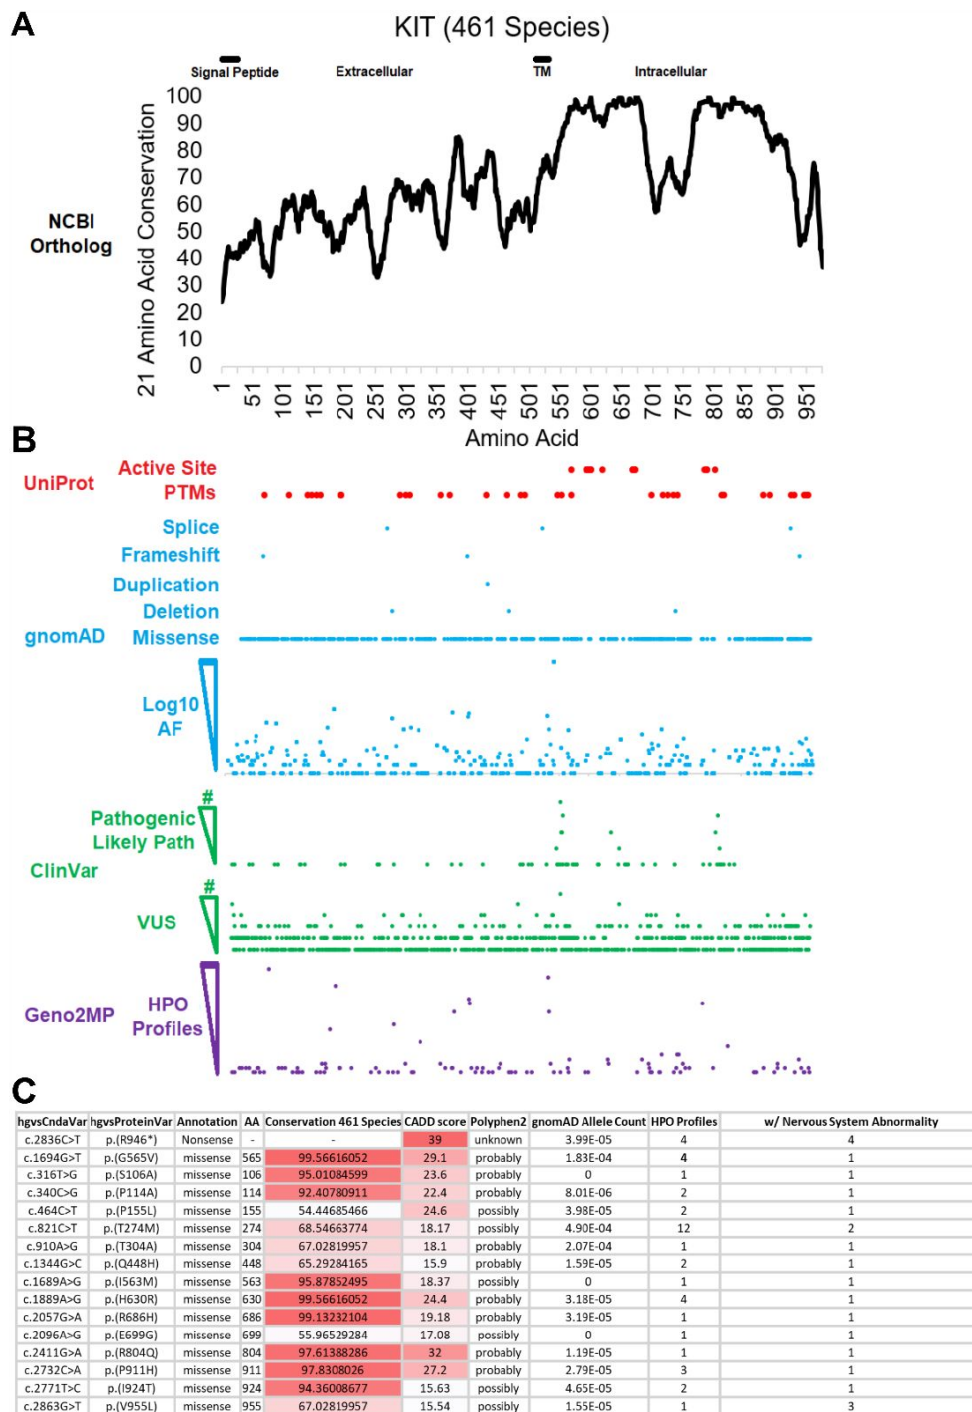 A
KIT (461 Species)
Signal Peptide Extracellular TM Intracellular
NCBI
Ortholog
21 Amino Acid Conservation
100
90
80
70
60
50
40
30
20
10
0
1 51 101 151 201 251 301 351 401 451 501 551 601 651 701 751 801 851 901 951
Amino Acid
B
UniProt
Active Site
PTMs
Splice
Frameshift
Duplication
Deletion
gnomAD Missense
Log10
AF
#
Pathogenic
Likely Path
ClinVar
#
VUS
Geno2MP
HPO
Profiles
C
hgvsCndaVar hgvsProteinVar Annotation AA Conservation 461 Species CADD score Polyphen2 gnomAD Allele Count HPO Profiles w/ Nervous System Abnormality
c.2836C>T p.(R946*) Nonsense - - 39 unknown 3.99E-05 4 4
c.1694G>T p.(G565V) missense 565 99.56616052 29.1 probably 1.83E-04 4 1
c.316T>G p.(S106A) missense 106 95.01084599 23.6 probably 0 1 1
c.340C>G p.(P114A) missense 114 92.40780911 22.4 probably 8.01E-06 2 1
c.464C>T p.(P155L) missense 155 54.44685466 24.6 possibly 3.98E-05 2 1
c.821C>T p.(T274M) missense 274 68.54663774 18.17 possibly 4.90E-04 12 2
c.910A>G p.(T304A) missense 304 67.02819957 18.1 probably 2.07E-04 1 1
c.1344G>C p.(Q448H) missense 448 65.29284165 15.9 probably 1.59E-05 2 1
c.1689A>G p.(I563M) missense 563 95.87852495 18.37 possibly 0 1 1
c.1889A>G p.(H630R) missense 630 99.56616052 24.4 probably 3.18E-05 4 1
c.2057G>A p.(R686H) missense 686 99.13232104 19.18 probably 3.19E-05 1 1
c.2096A>G p.(E699G) missense 699 55.96529284 17.08 possibly 0 1 1
c.2411G>A p.(R804Q) missense 804 97.61388286 32 probably 1.19E-05 1 1
c.2732C>A p.(P911H) missense 911 97.8308026 27.2 probably 2.79E-05 3 1
c.2771T>C p.(I924T) missense 924 94.36008677 15.63 possibly 4.65E-05 2 1
c.2863G>T p.(V955L) missense 955 67.02819957 15.54 possibly 1.55E-05 1 3